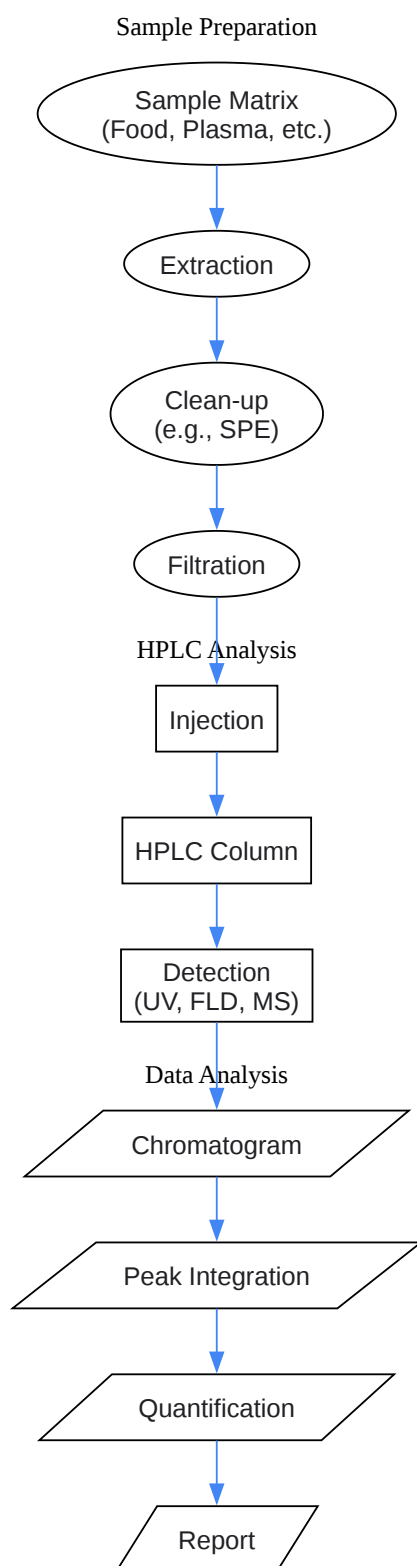 Sample Preparation
Sample Matrix
(Food, Plasma, etc.)
Extraction
Clean-up
(e.g., SPE)
Filtration
HPLC Analysis
Injection
HPLC Column
Detection
(UV, FLD, MS)
Data Analysis
Chromatogram
Peak Integration
Quantification
Report